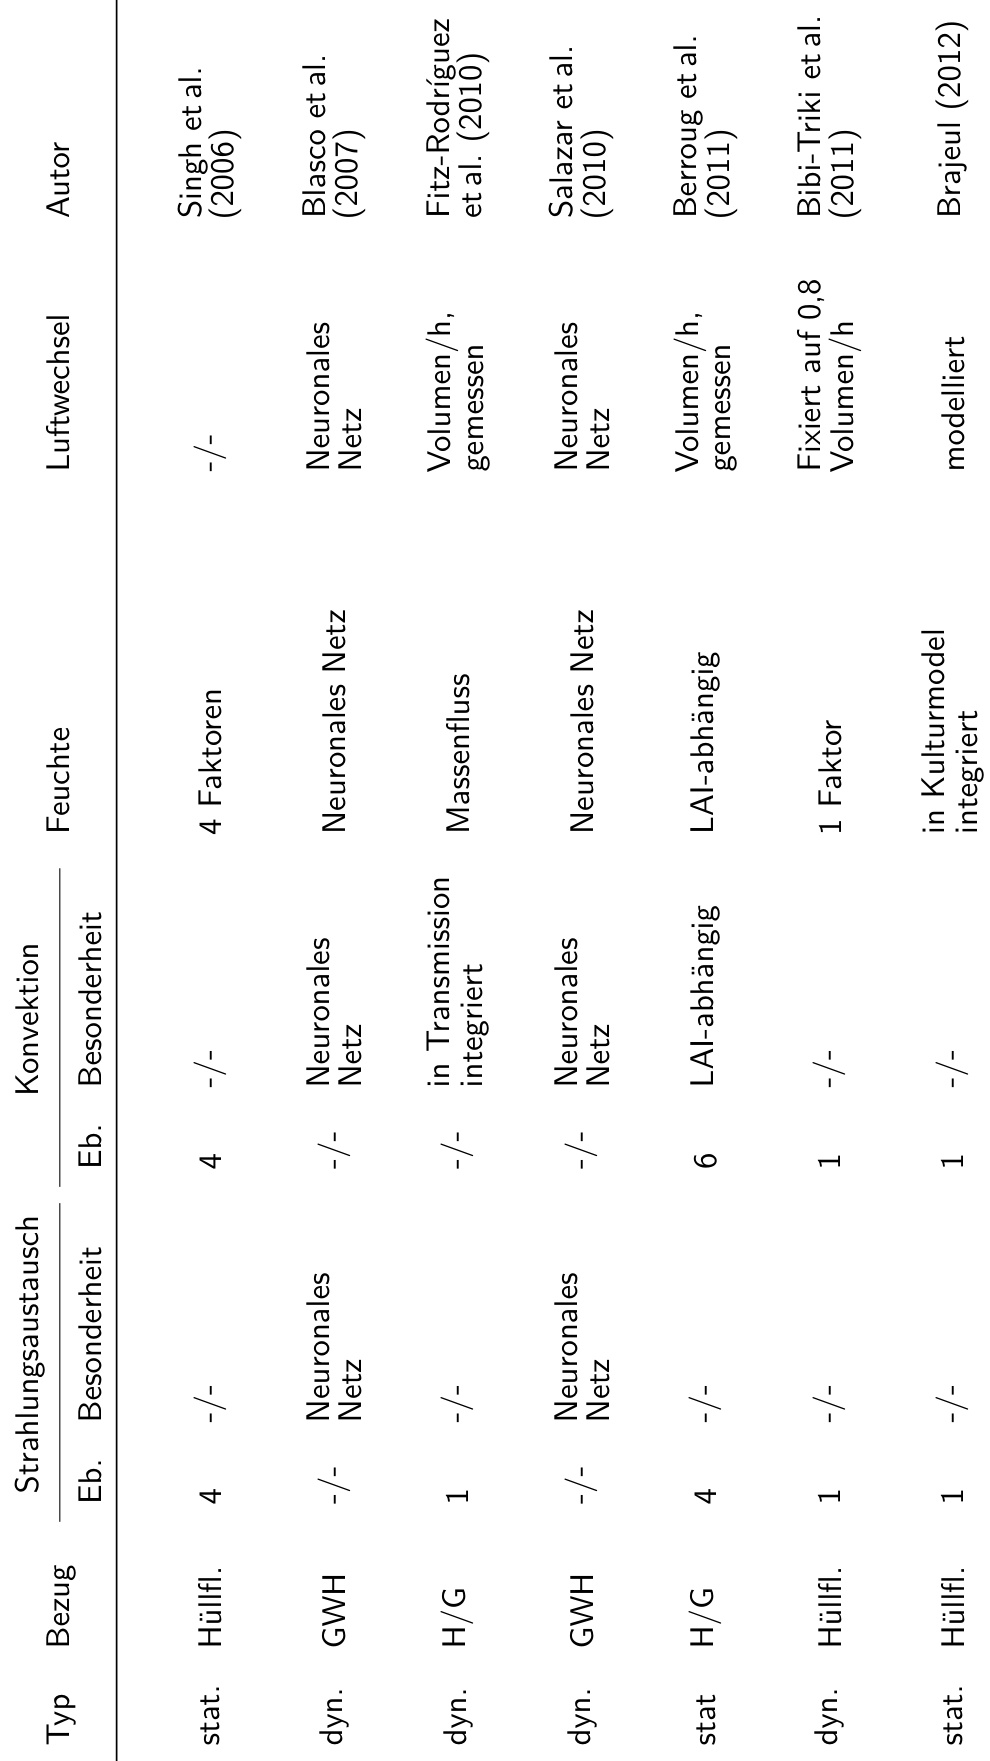 Strahlungsaustausch Konvektion
Typ Bezug Eb. Besonderheit Eb. Besonderheit Feuchte Luftwechsel Autor
stat. Hüllfl. 4 -/- 4 -/- 4 Faktoren -/- Singh et al.
(2006)
dyn. GWH -/- Neuronales -/- Neuronales Neuronales Netz Neuronales Blasco et al.
Netz Netz Netz (2007)
dyn. H/G 1 -/- -/- in Transmission Massenfluss Volumen/h, Fitz-Rodríguez
integriert gemessen et al. (2010)
dyn. GWH -/- Neuronales -/- Neuronales Neuronales Netz Neuronales Salazar et al.
Netz Netz Netz (2010)
stat H/G 4 -/- 6 LAI-abhängig LAI-abhängig Volumen/h, Berroug et al.
gemessen (2011)
dyn. Hüllfl. 1 -/- 1 -/- 1 Faktor Fixiert auf 0,8 Bibi-Triki et al.
Volumen/h (2011)
stat. Hüllfl. 1 -/- 1 -/- in Kulturmodel modelliert Brajeul (2012)
integriert